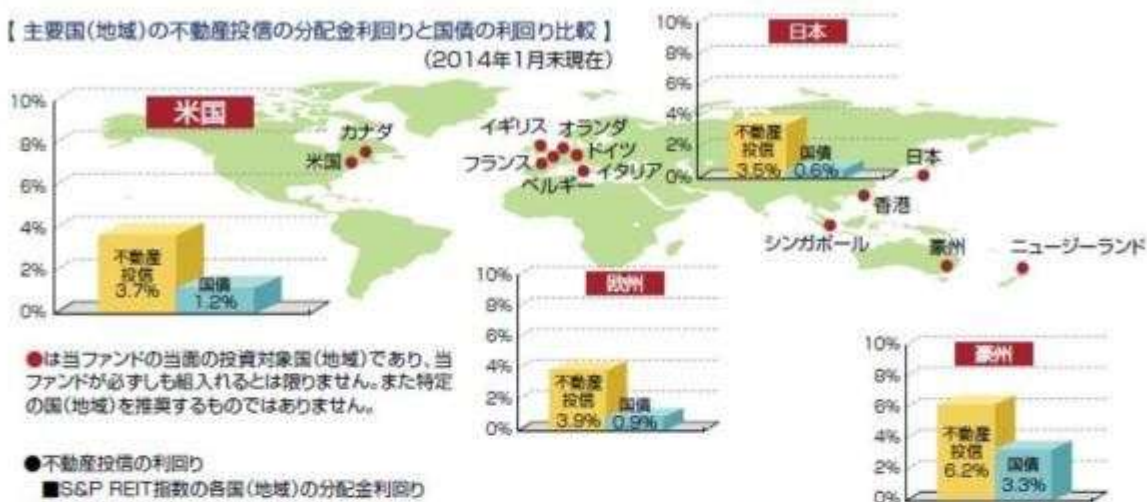 【 主要国(地域)の不動産投信の分配金利回りと国債の利回り比較 】
(2014年1月末現在)
10%
8%
6%
4%
2%
0%
米国
不動産
投信
3.7%
国債
1.2%
カナダ
米国
イギリス
オランダ
フランス
ドイツ
ベルギー
イタリア
10%
8%
6%
4%
2%
0%
日本
不動産
投信
3.5%
国債
0.6%
日本
香港
シンガポール
豪州
ニュージーランド
10%
8%
6%
4%
2%
0%
欧州
不動産
投信
3.9%
国債
0.9%
10%
8%
6%
4%
2%
0%
豪州
不動産
投信
6.2%
国債
3.3%
●は当ファンドの当面の投資対象国(地域)であり、当
ファンドが必ずしも組入れるとは限りません。また特定
の国(地域)を推奨するものではありません。
●不動産投信の利回り
■S&P REIT指数の各国(地域)の分配金利回り